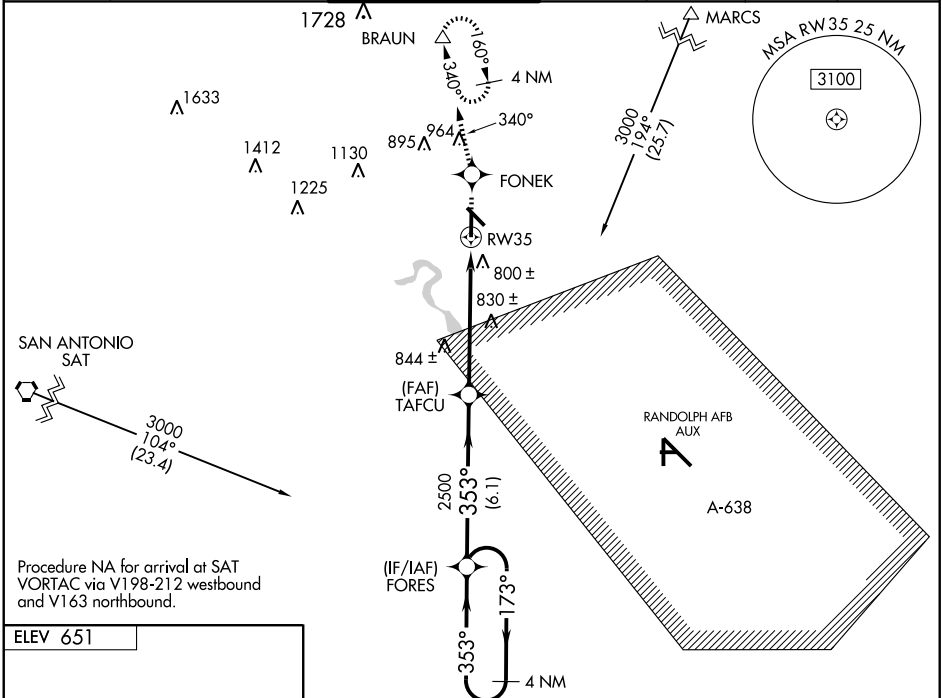 1728
BRAUN
160°
340°
4 NM
MARCS
MSA RW35 25 NM
3100
1633
3000
194°
(25.7)
340°
895
964
1412
1130
1225
FONEK
RW35
800 ±
830 ±
844 ±
SAN ANTONIO
SAT
3000
104°
(23.4)
(FAF)
TAFCU
RANDOLPH AFB
AUX
A-638
2500
353°
(6.1)
Procedure NA for arrival at SAT
VORTAC via V198-212 westbound
and V163 northbound.
(IF/IAF)
FORES
173°
353°
4 NM
ELEV 651